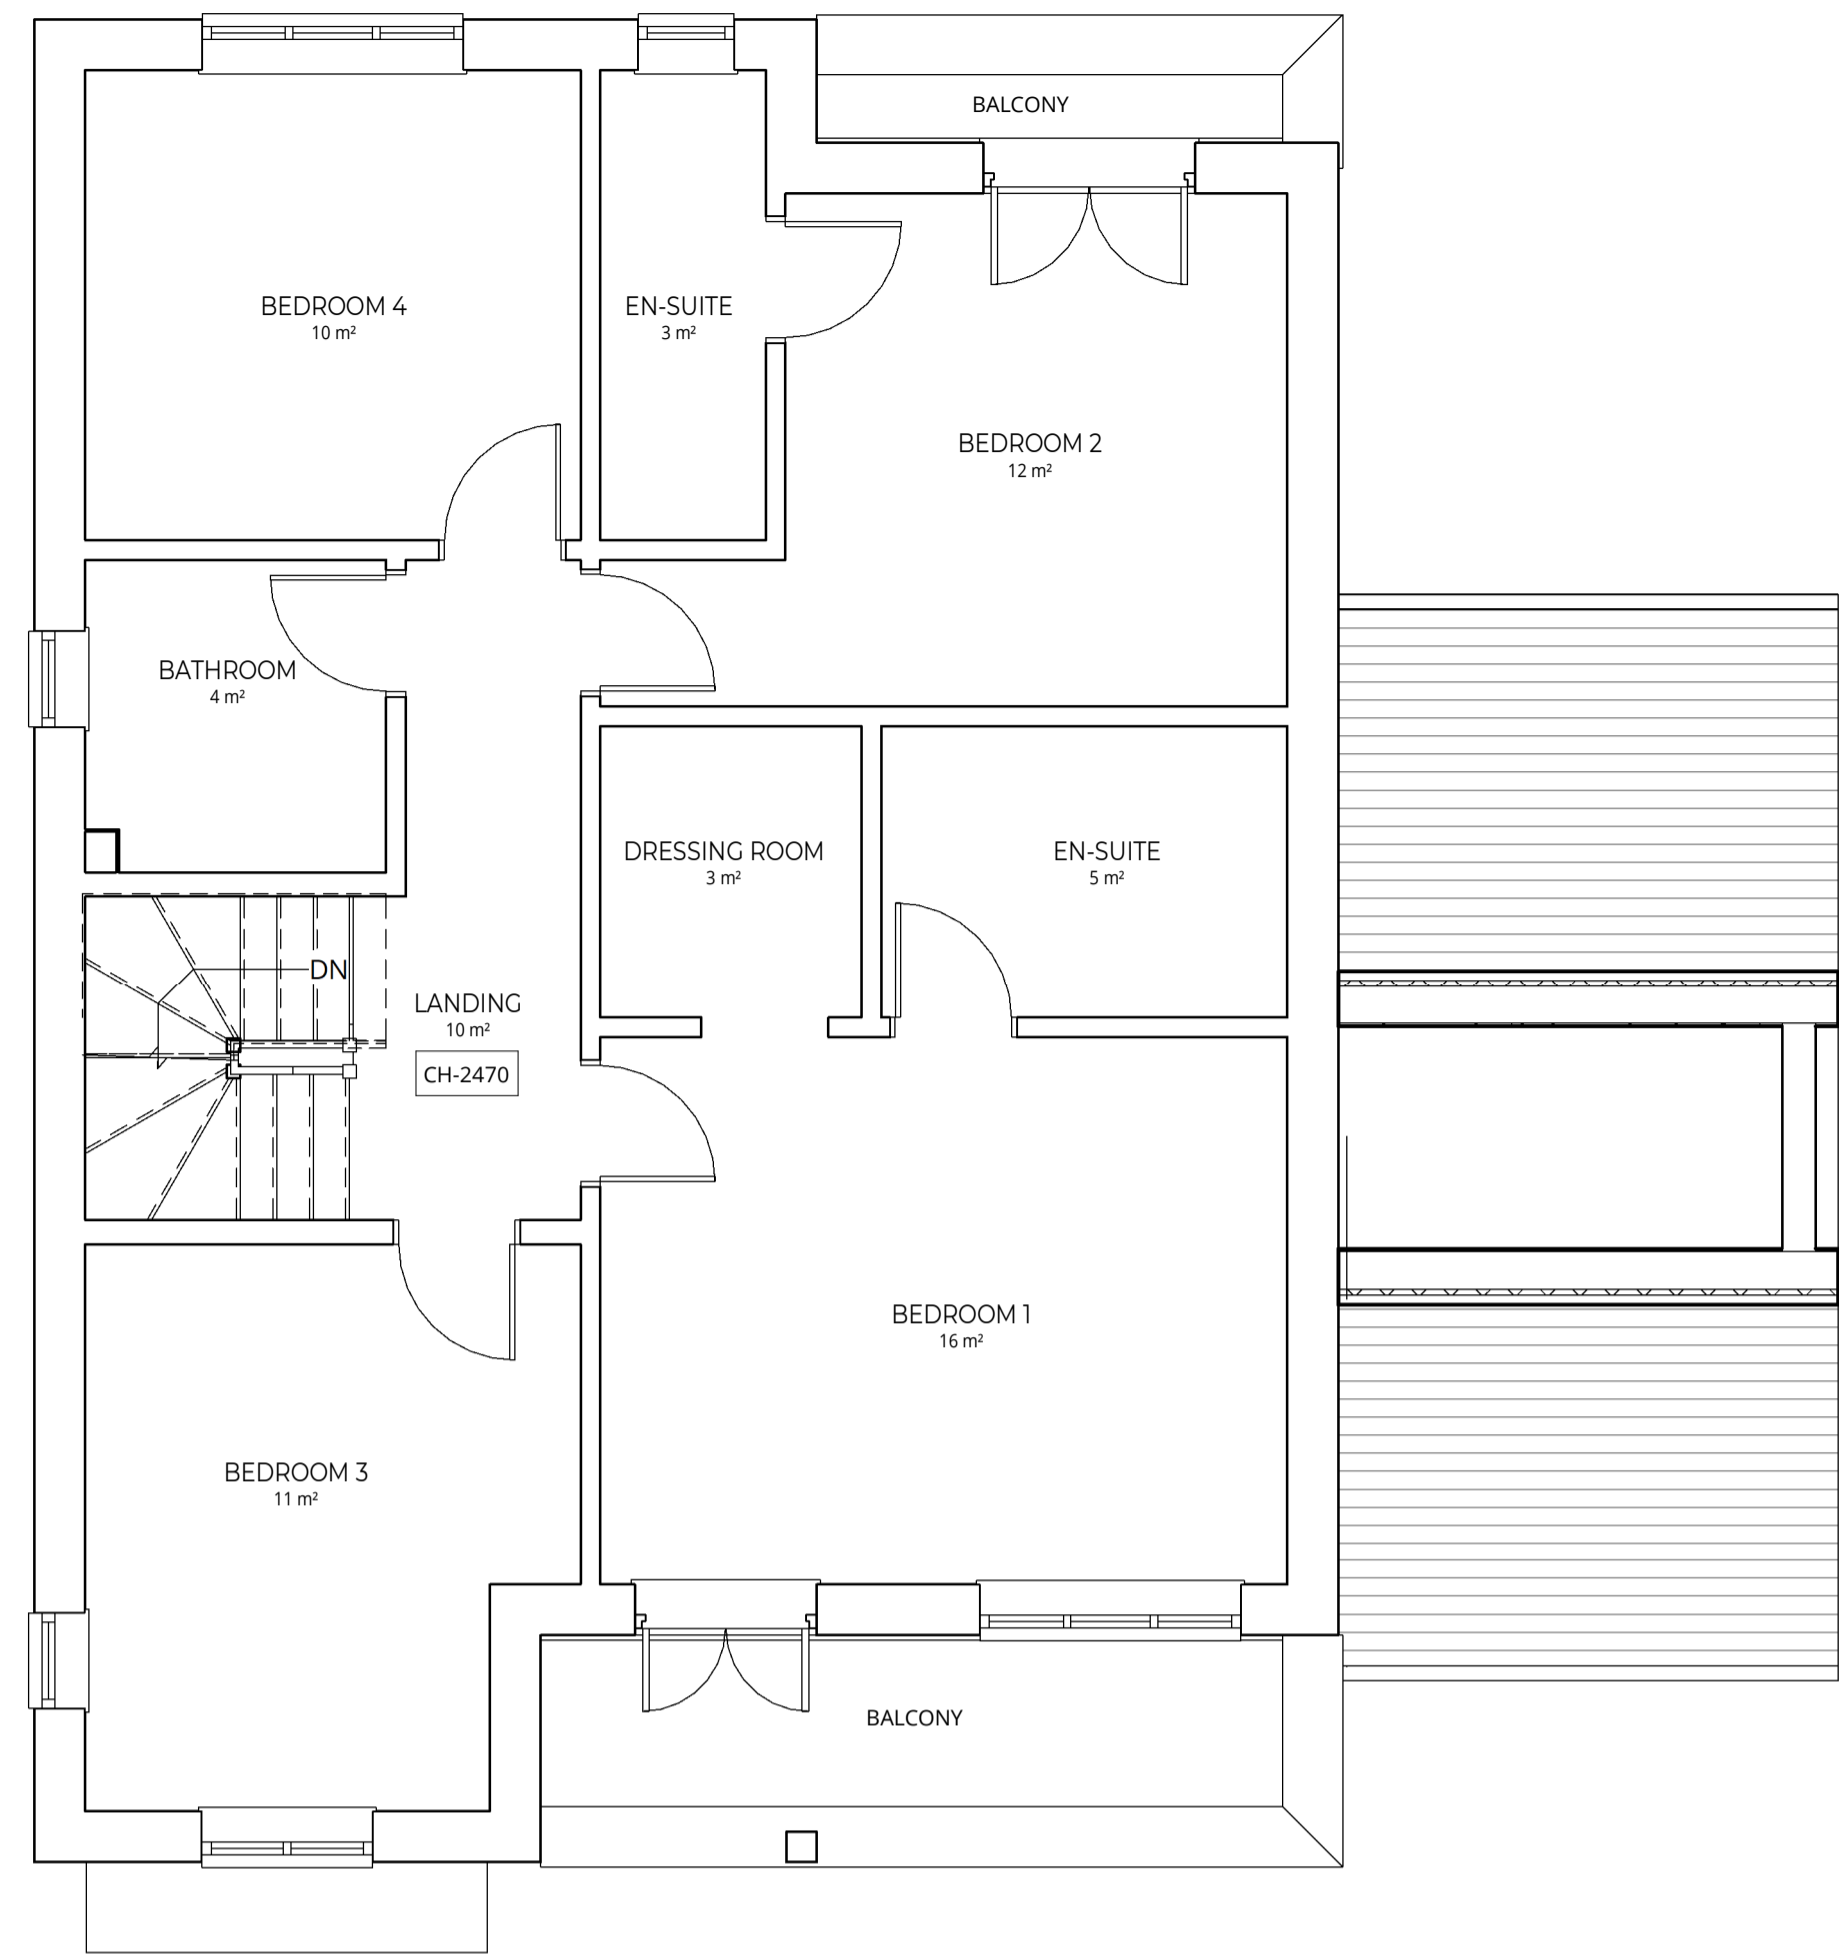 BALCONY
BEDROOM 4
10 m²
EN-SUITE
3 m²
BEDROOM 2
12 m²
BATHROOM
4 m²
DRESSING ROOM
3 m²
EN-SUITE
5 m²
DN
LANDING
10 m²
CH-2470
BEDROOM 1
16 m²
BEDROOM 3
11 m²
BALCONY